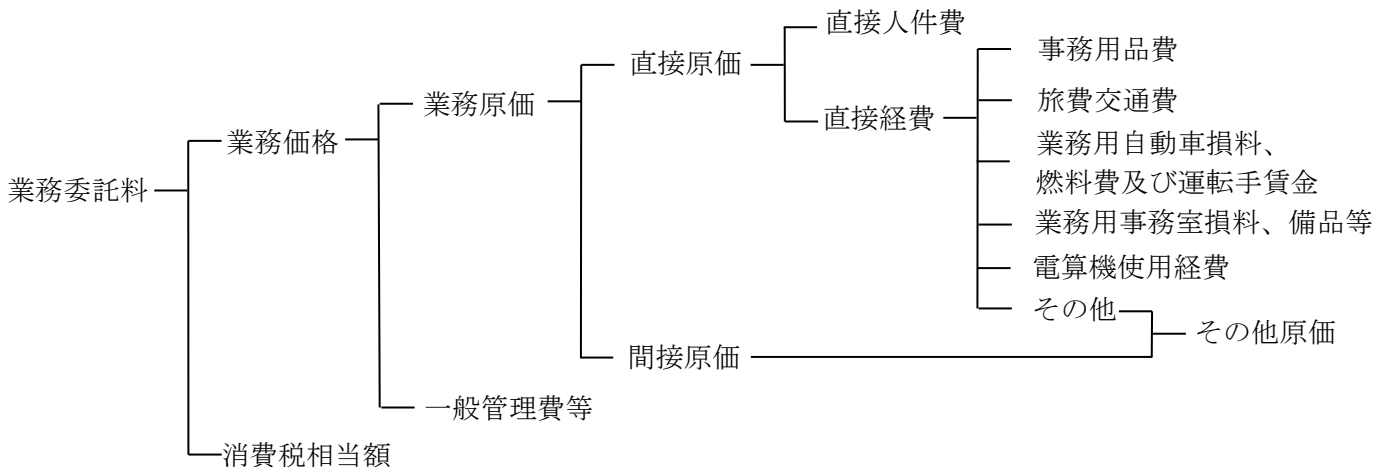 直接人件費
事務用品費
直接原価
旅費交通費
業務原価
直接経費
業務用自動車損料、
燃料費及び運転手賃金
業務価格
業務委託料
業務用事務室損料、備品等
電算機使用経費
その他
その他原価
間接原価
一般管理費等
消費税相当額